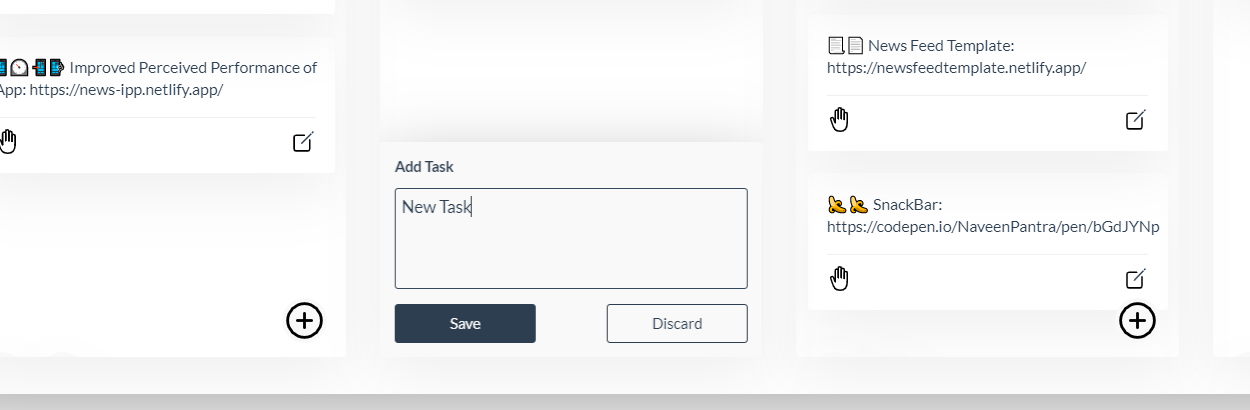 Improved Perceived Performance of
App: https://news-ipp.netlify.app/
Add Task
New Task
Save
Discard
News Feed Template:
https://newsfeedtemplate.netlify.app/
SnackBar:
https://codepen.io/NaveenPantra/pen/bGdJYNp